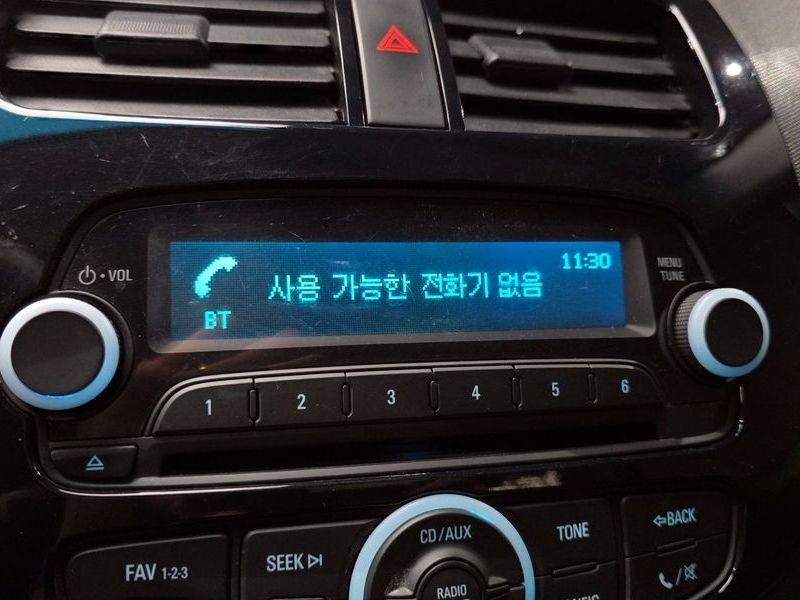 VOL
MENU
TUNE
11:30
사용 가능한 전화기 없음
BT
1 2 3 4 5 6
FAV 1-2-3
SEEK
CD/AUX
RADIO
TONE
BACK